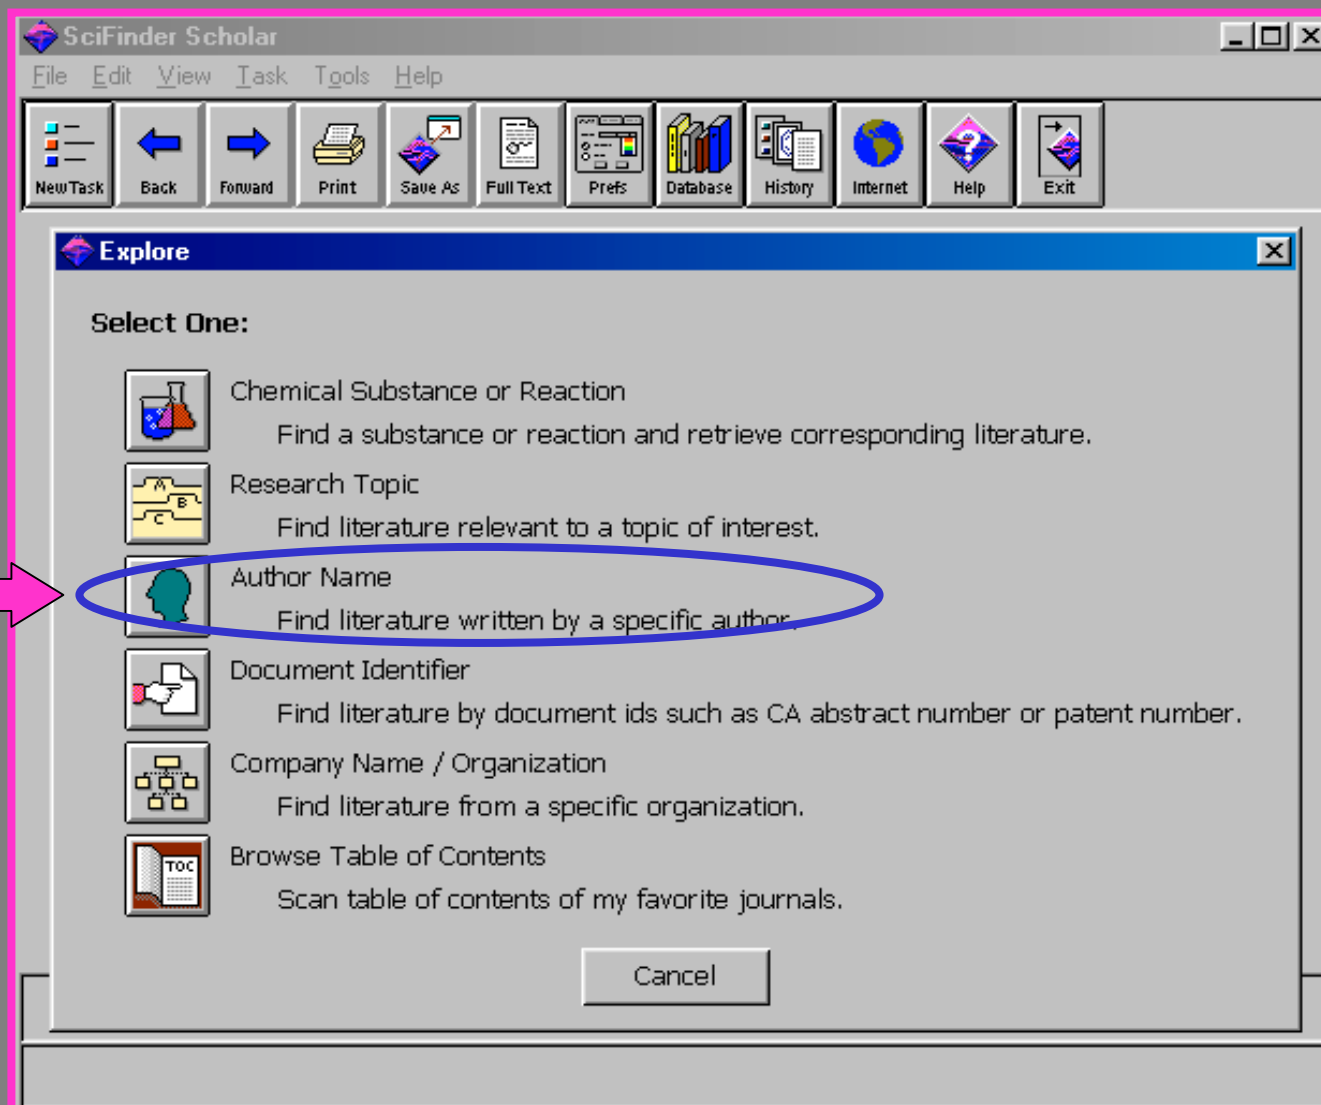 SciFinder Scholar
File Edit View Task Tools Help
New Task Back Forward Print Save As Full Text Prefs Database History Internet Help Exit
Explore
Select One:
Chemical Substance or Reaction
Find a substance or reaction and retrieve corresponding literature.
A
B
C
Research Topic
Find literature relevant to a topic of interest.
Author Name
Find literature written by a specific author.
Document Identifier
Find literature by document ids such as CA abstract number or patent number.
Company Name / Organization
Find literature from a specific organization.
TOC
Browse Table of Contents
Scan table of contents of my favorite journals.
Cancel